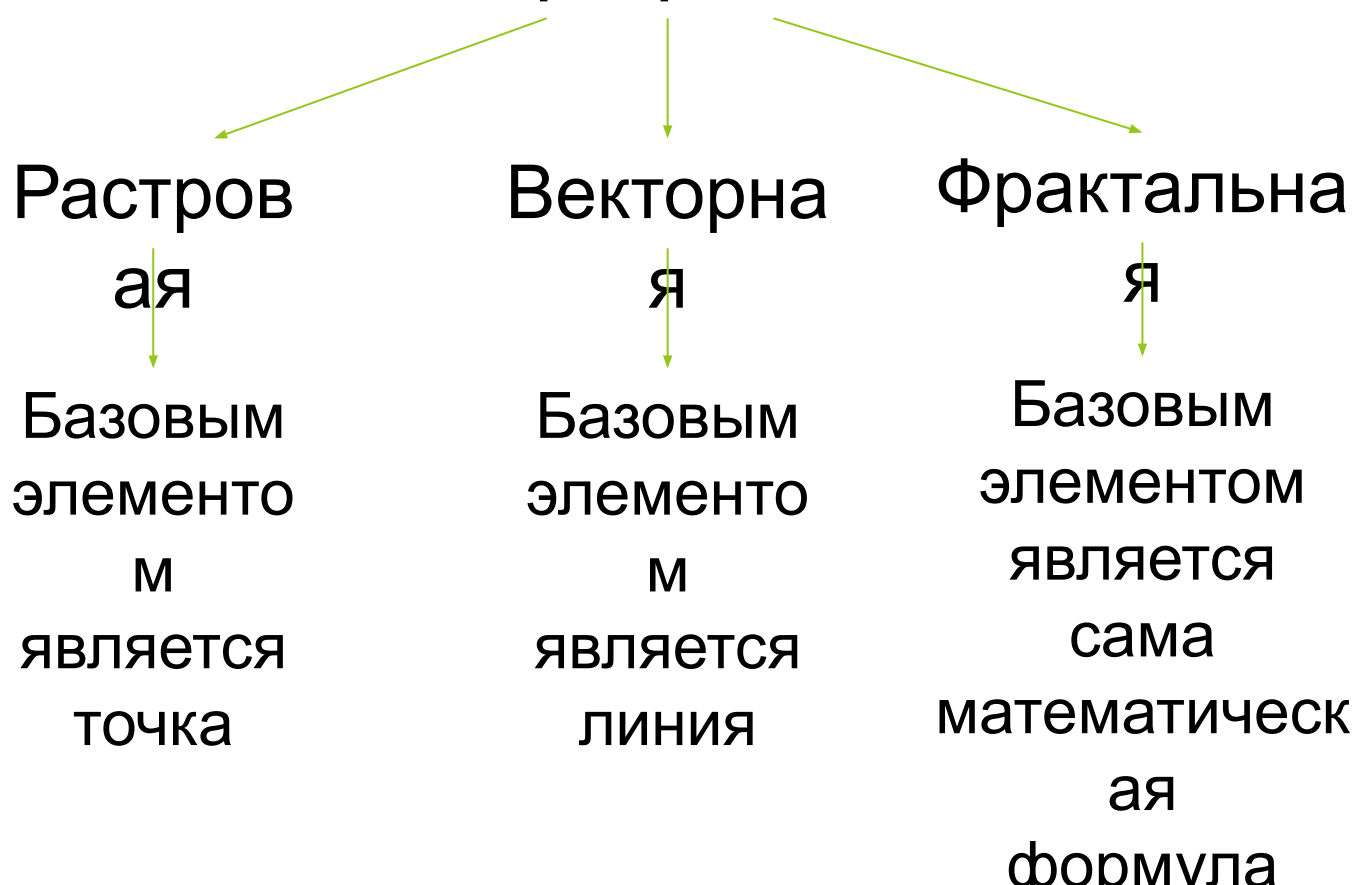 Растров
ая
Базовым
элементо
м
является
точка
Векторна
я
Базовым
элементо
м
является
линия
Фрактальна
я
Базовым
элементом
является
сама
математическ
ая
формула